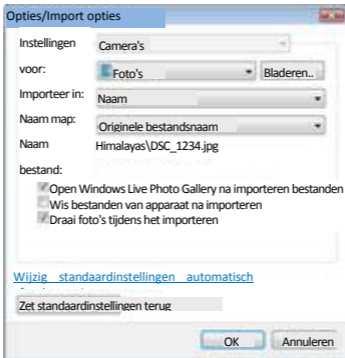 Opties/Import opties
Instellingen Camera's
voor: Foto's Bladeren..
Importeer in: Naam
Naam map: Originele bestandsnaam
Naam Himalayas\DSC_1234.jpg
bestand:
Open Windows Live Photo Gallery na importeren bestanden
Wis bestanden van apparaat na importeren
Draai foto's tijdens het importeren
Wijzig standaardinstellingen automatisch
Zet standaardinstellingen terug
OK Annuleren